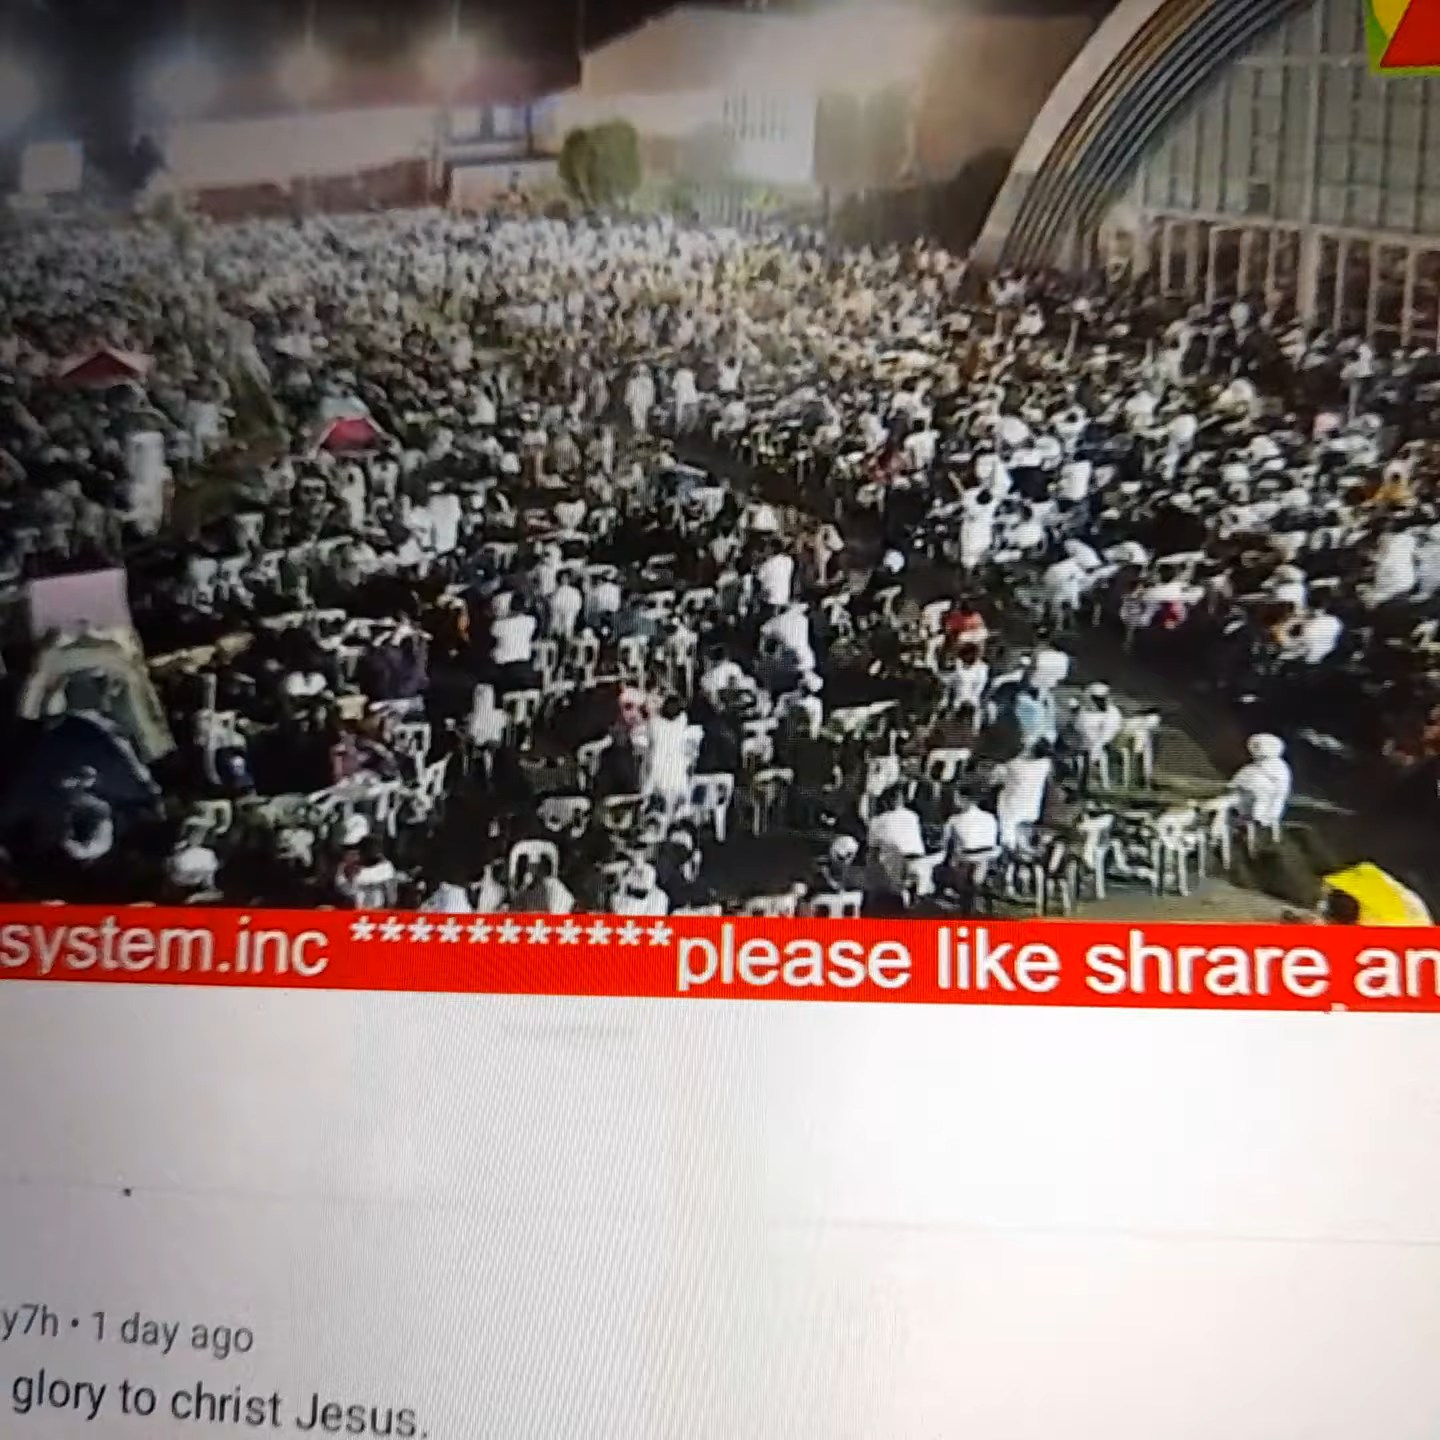 system.inc ***********please like shrare an
y7h • 1 day ago
glory to christ Jesus.